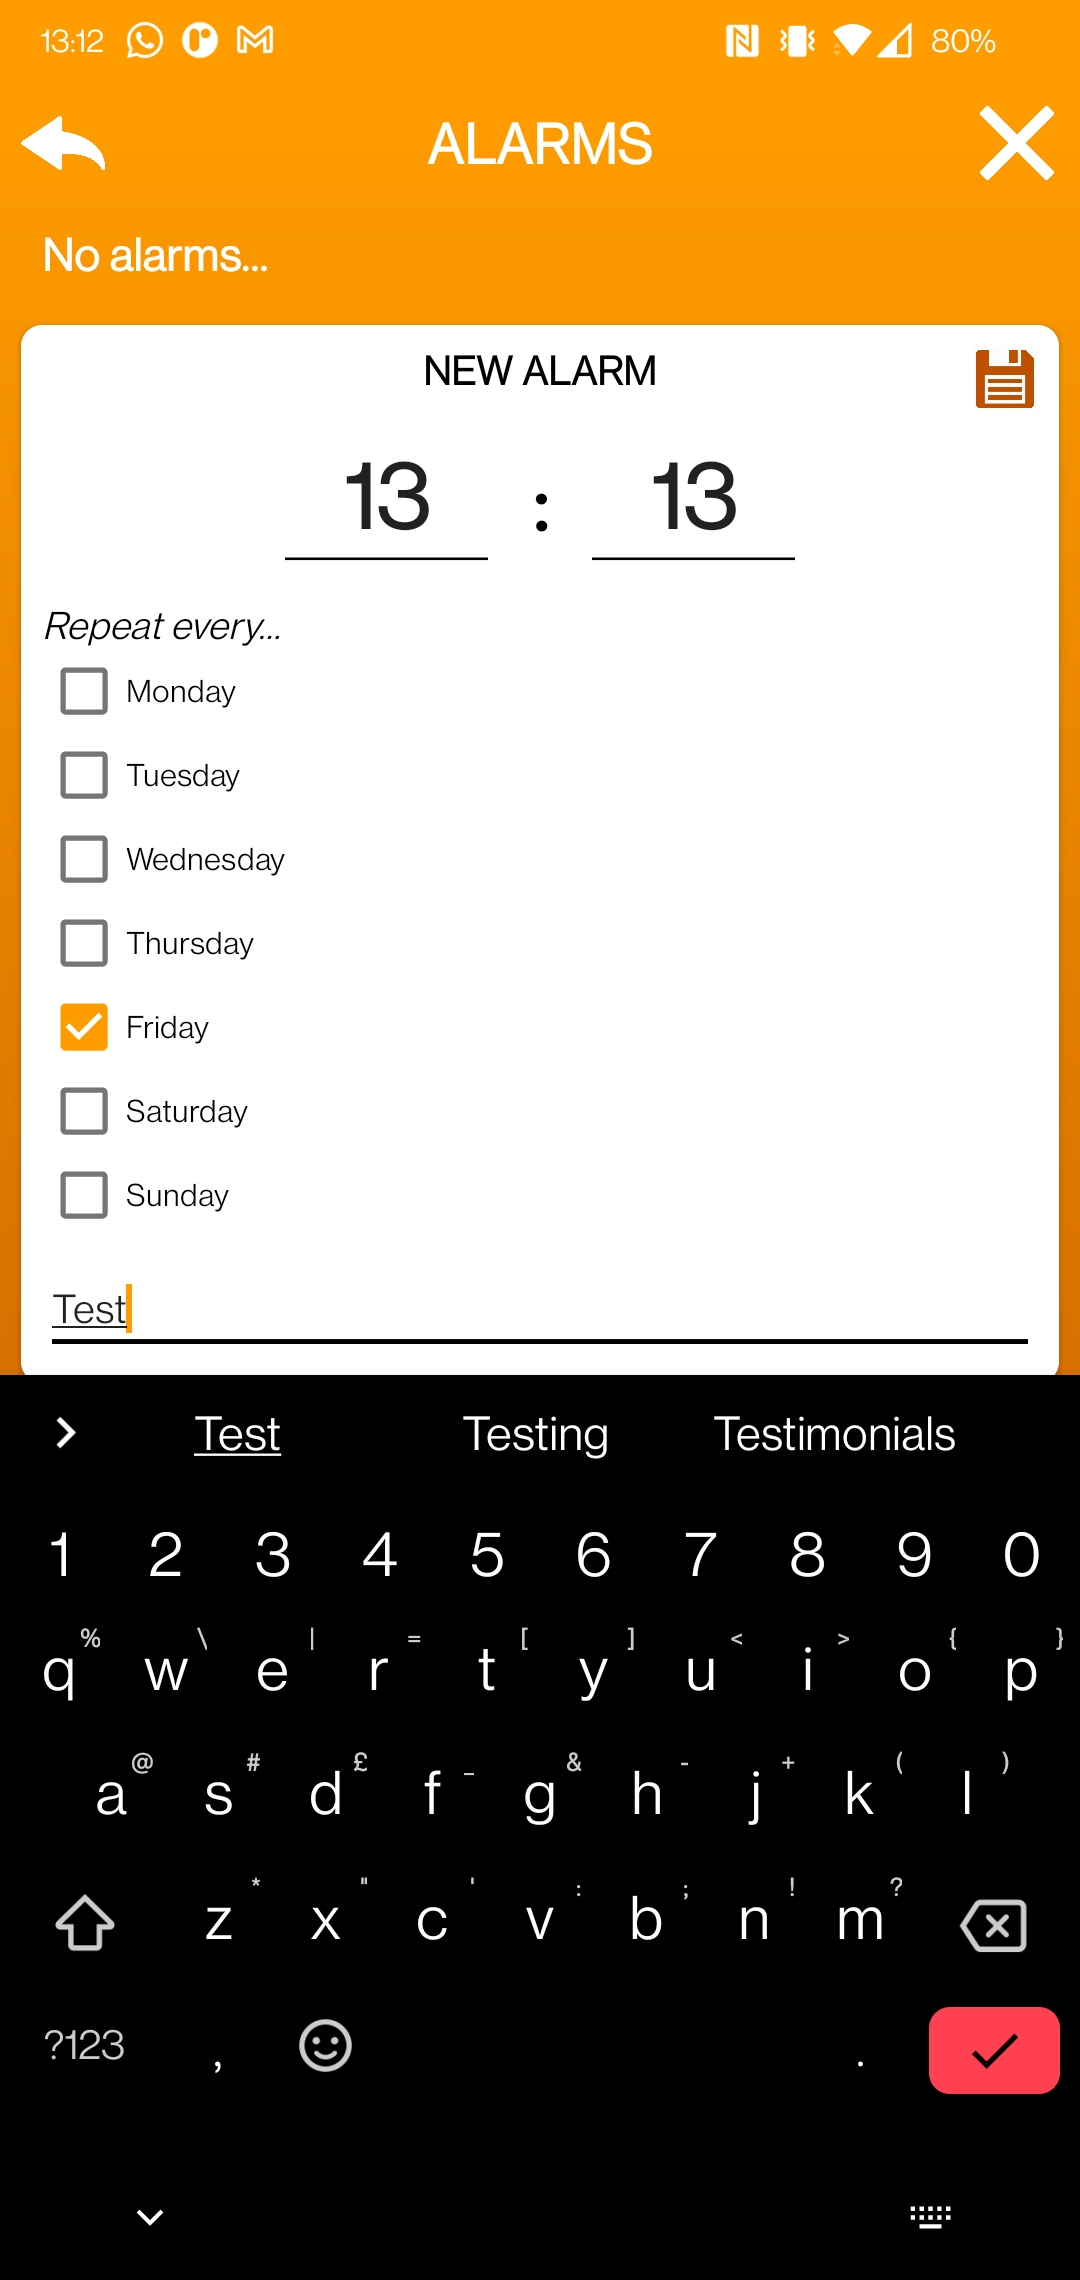 13:12 80%
ALARMS
No alarms...
NEW ALARM
13 : 13
Repeat every...
Monday
Tuesday
Wednesday
Thursday
Friday
Saturday
Sunday
Test
Test Testing Testimonials
1 2 3 4 5 6 7 8 9 0
% \ | = [ ] < > { }
q w e r t y u i o p
@ # £ _ & - + ( )
a s d f g h j k l
* " ' : ; ! ?
z x c v b n m
?123 , .